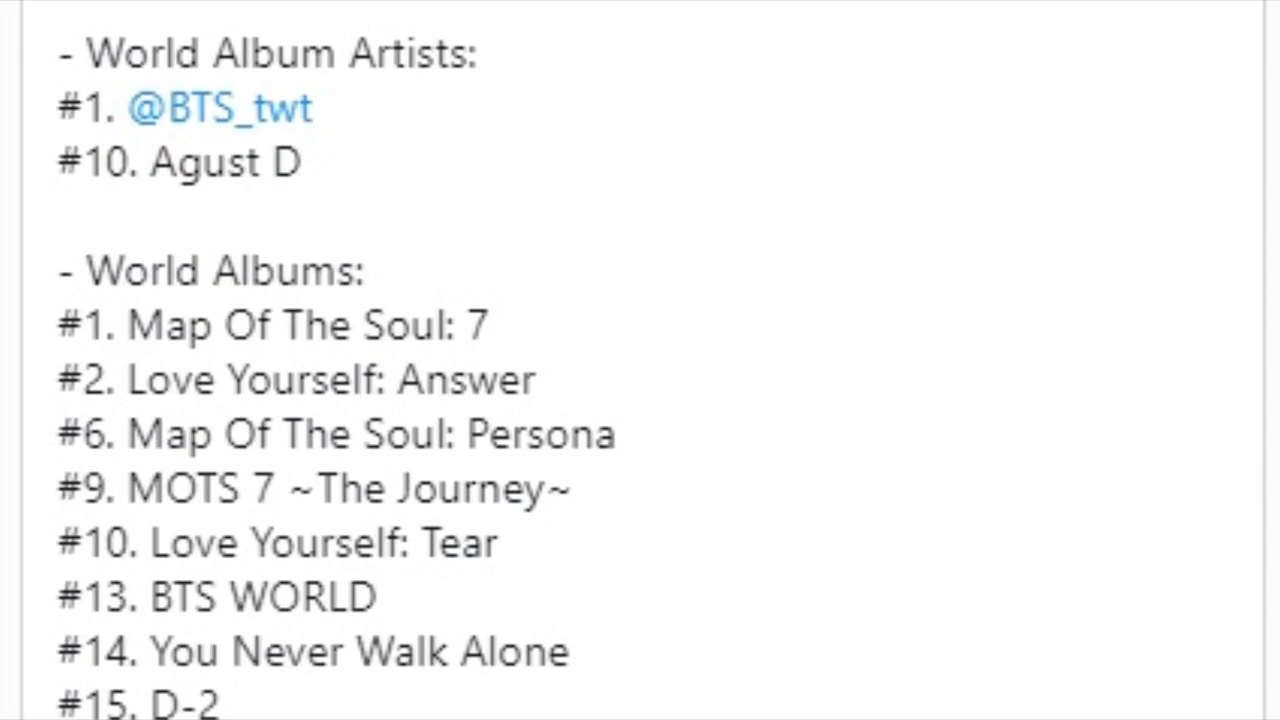 - World Album Artists:
#1. @BTS_twt
#10. Agust D
- World Albums:
#1. Map Of The Soul: 7
#2. Love Yourself: Answer
#6. Map Of The Soul: Persona
#9. MOTS 7 ~The Journey~
#10. Love Yourself: Tear
#13. BTS WORLD
#14. You Never Walk Alone
#15. D-2